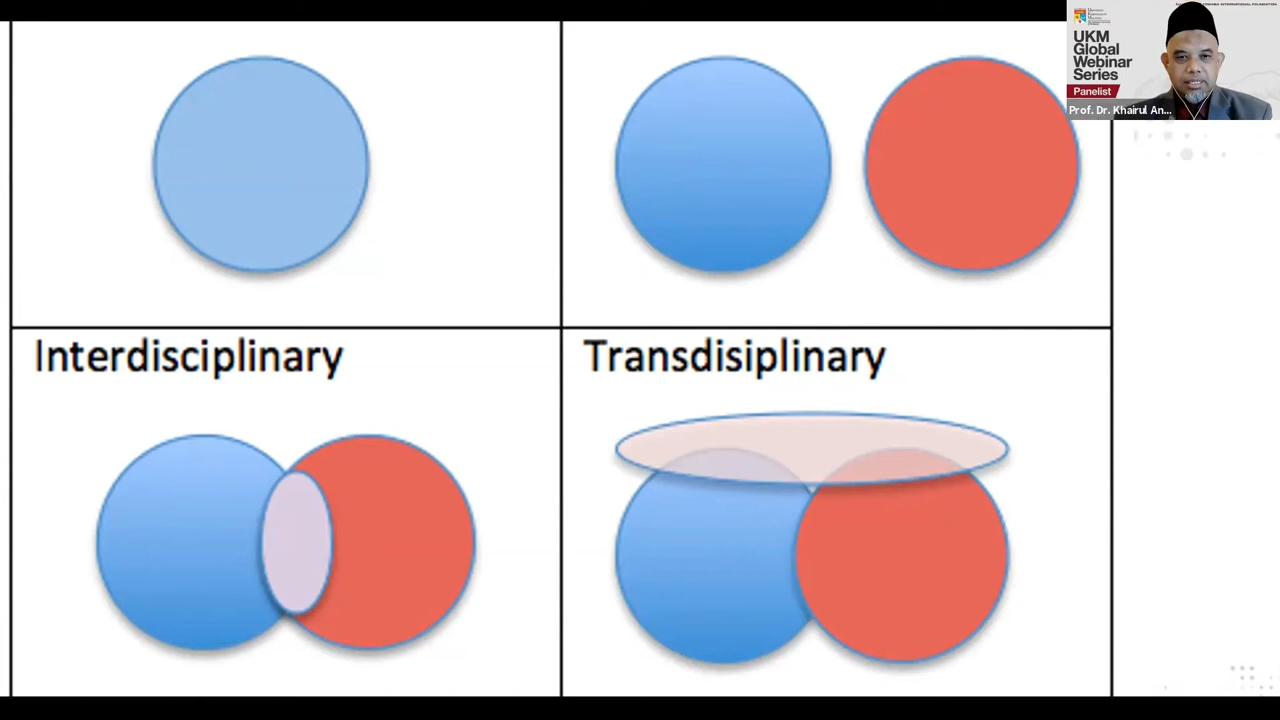 UKM
Global
Webinar
Series
Panelist
Prof. Dr. Khairul An...
Interdisciplinary
Transdisiplinary